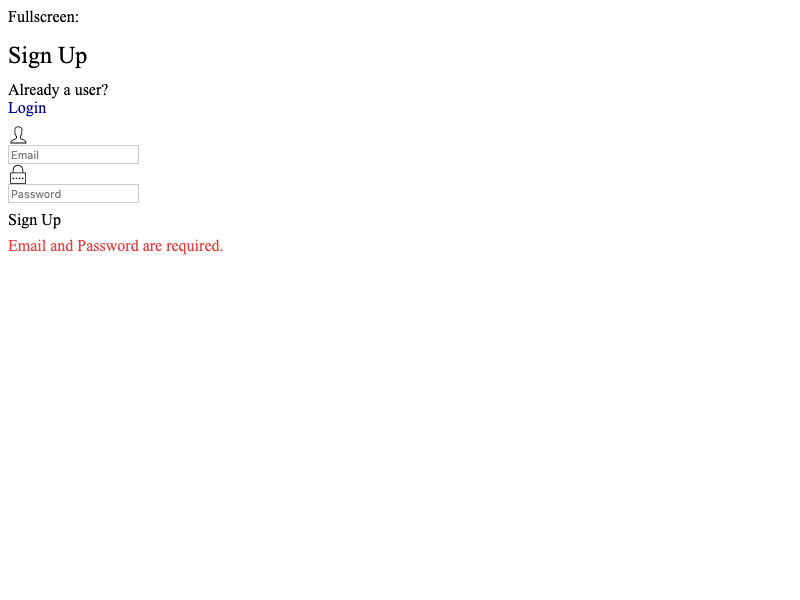 Fullscreen:
Sign Up
Already a user?
Login
Email
Password
Sign Up
Email and Password are required.